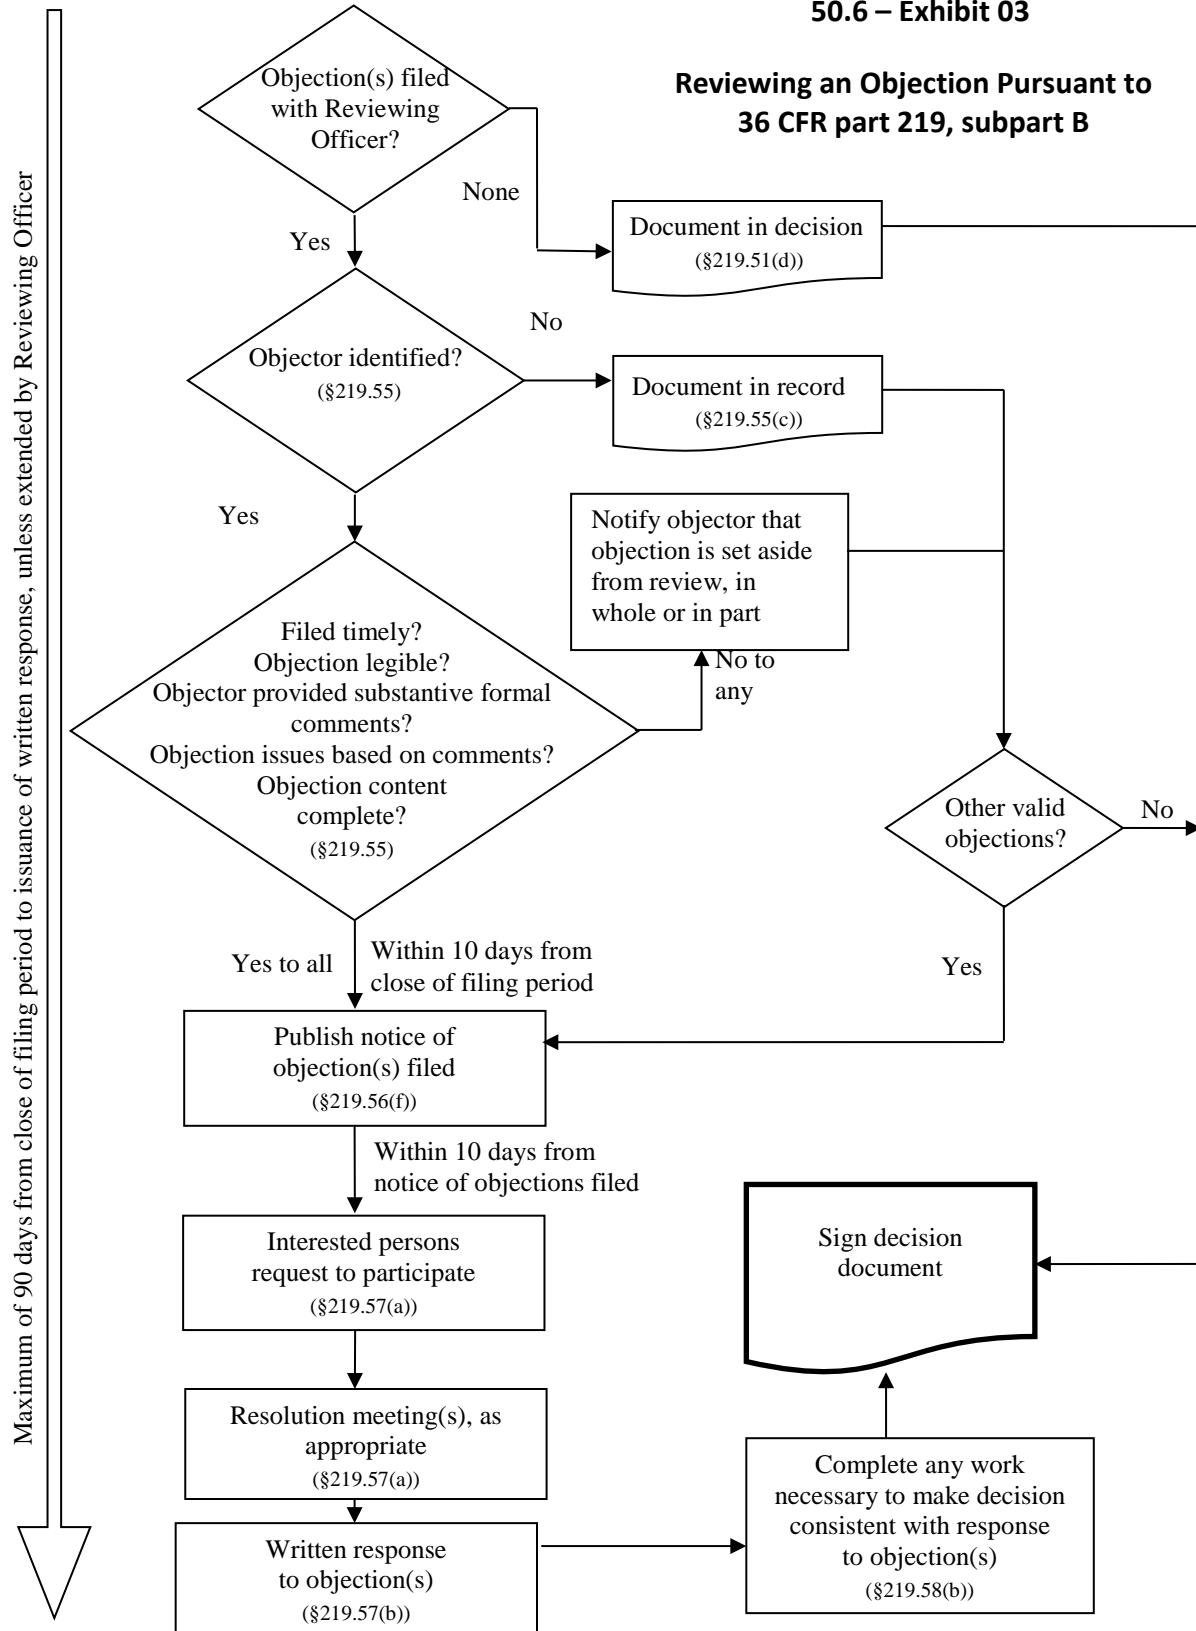 50.6 – Exhibit 03
Reviewing an Objection Pursuant to
36 CFR part 219, subpart B
Maximum of 90 days from close of filing period to issuance of written response, unless extended by Reviewing Officer
Objection(s) filed
with Reviewing
Officer?
None
Yes
Document in decision
(§219.51(d))
No
Objector identified?
(§219.55)
Document in record
(§219.55(c))
Yes
Notify objector that
objection is set aside
from review, in
whole or in part
No to
any
Filed timely?
Objection legible?
Objector provided substantive formal
comments?
Objection issues based on comments?
Objection content
complete?
(§219.55)
Other valid
objections?
No
Yes
Yes to all
Within 10 days from
close of filing period
Publish notice of
objection(s) filed
(§219.56(f))
Within 10 days from
notice of objections filed
Interested persons
request to participate
(§219.57(a))
Sign decision
document
Resolution meeting(s), as
appropriate
(§219.57(a))
Written response
to objection(s)
(§219.57(b))
Complete any work
necessary to make decision
consistent with response
to objection(s)
(§219.58(b))